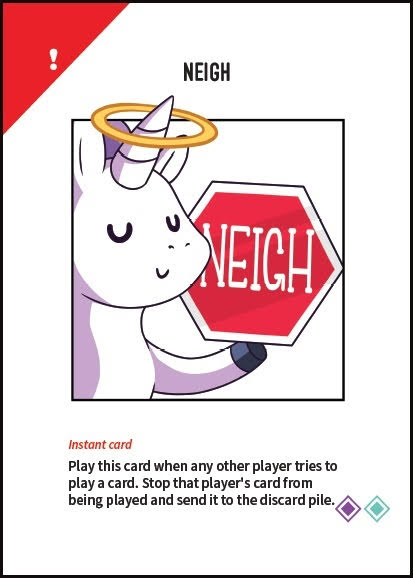 !
NEIGH
NEIGH
Instant card
Play this card when any other player tries to
play a card. Stop that player's card from
being played and send it to the discard pile.